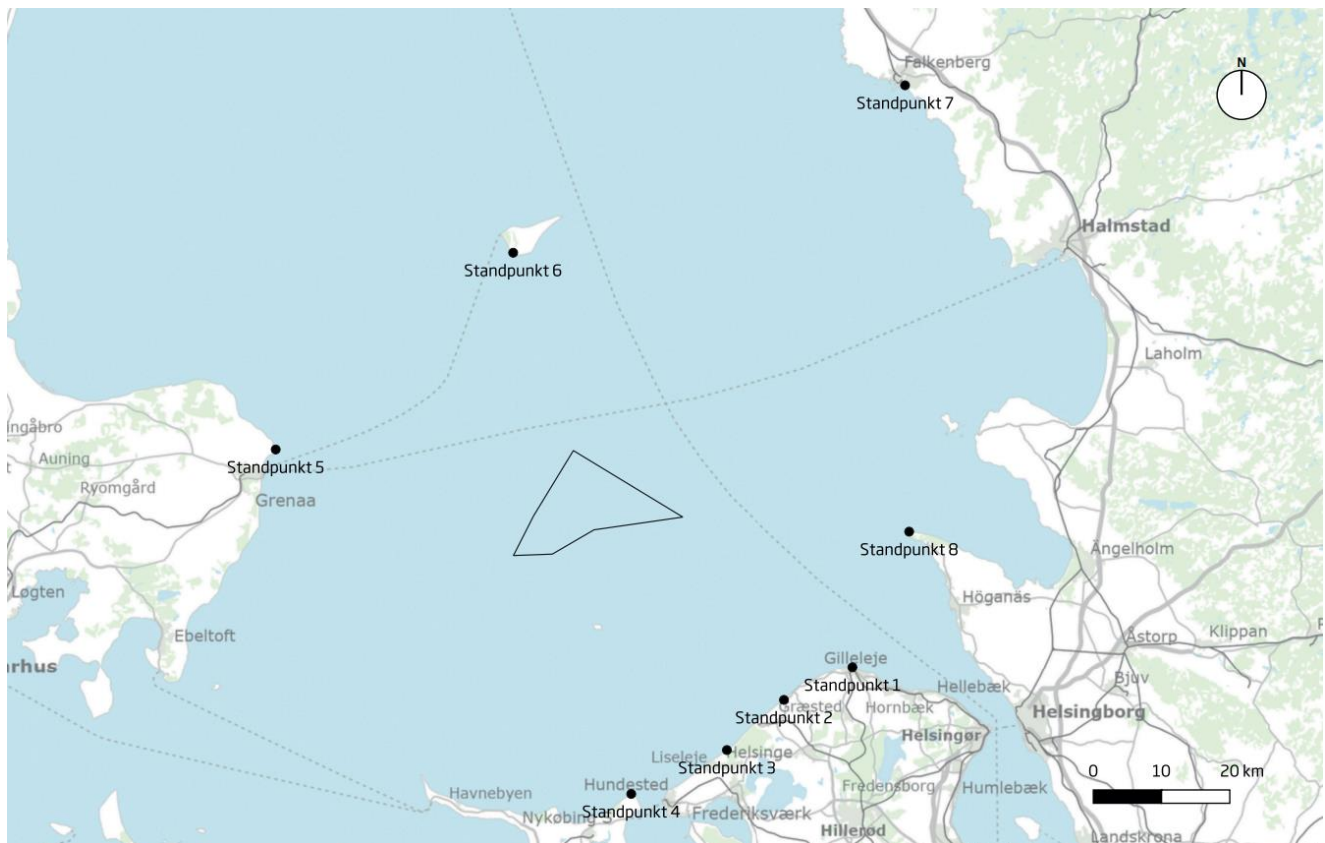 Falkenberg
N
Standpunkt 7
Halmstad
Standpunkt 6
Laholm
ingåbro
Auning
Standpunkt 5
Ryomgård
Grenaa
Standpunkt 8
Ängelholm
Løgten
Höganäs
Ebeltoft
Åstorp
Klippan
arhus
Gilleleje
Bjuv
Standpunkt 1
Hellebæk
Græsted
Hornbæk
Standpunkt 2
Helsingborg
Helsingør
Liseleje
Helsinge
Standpunkt 3
0 10 20 km
Hundested
Fredensborg
Humlebæk
Havnebyen
Standpunkt 4
Nykøbing S
Frederiksværk
Hillerød
Landskrona